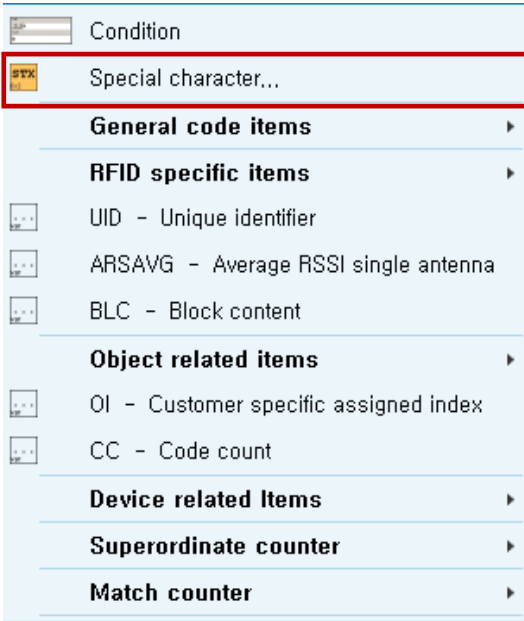 Condition
STX
Special character...
General code items
RFID specific items
UID - Unique identifier
ARSAVG - Average RSSI single antenna
BLC - Block content
Object related items
OI - Customer specific assigned index
CC - Code count
Device related Items
Superordinate counter
Match counter